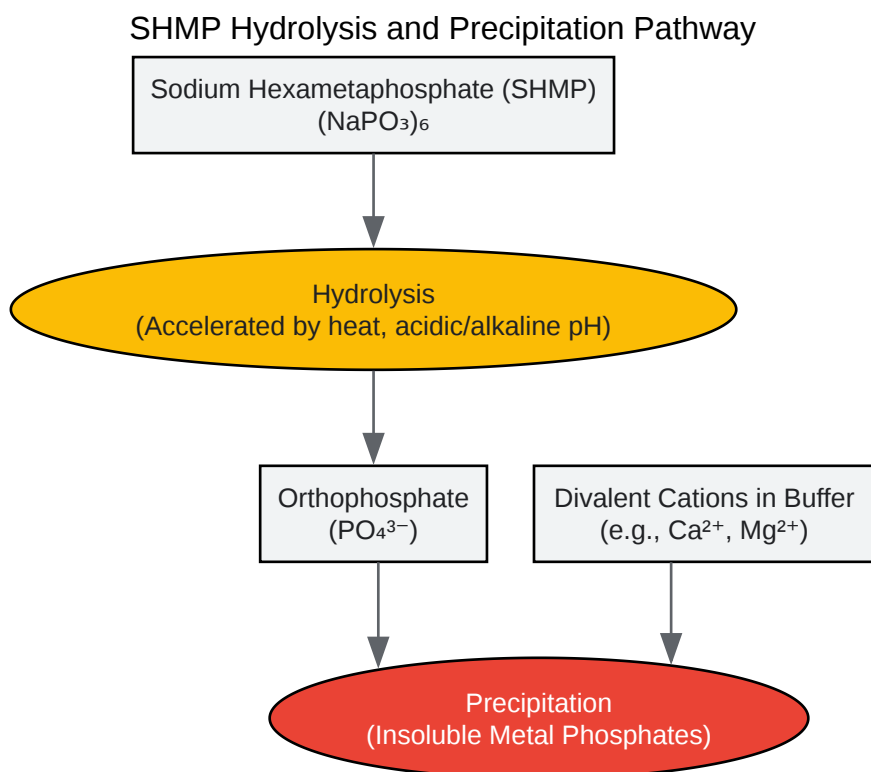 SHMP Hydrolysis and Precipitation Pathway
Sodium Hexametaphosphate (SHMP)
(NaPO₃)₆
Hydrolysis
(Accelerated by heat, acidic/alkaline pH)
Orthophosphate
(PO₄³⁻)
Divalent Cations in Buffer
(e.g., Ca²⁺, Mg²⁺)
Precipitation
(Insoluble Metal Phosphates)